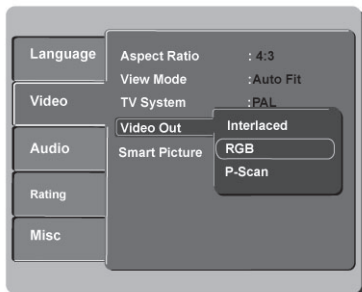 Language
Video
Audio
Rating
Misc
Aspect Ratio : 4:3
View Mode :Auto Fit
TV System :PAL
Video Out
Smart Picture
Interlaced
RGB
P-Scan